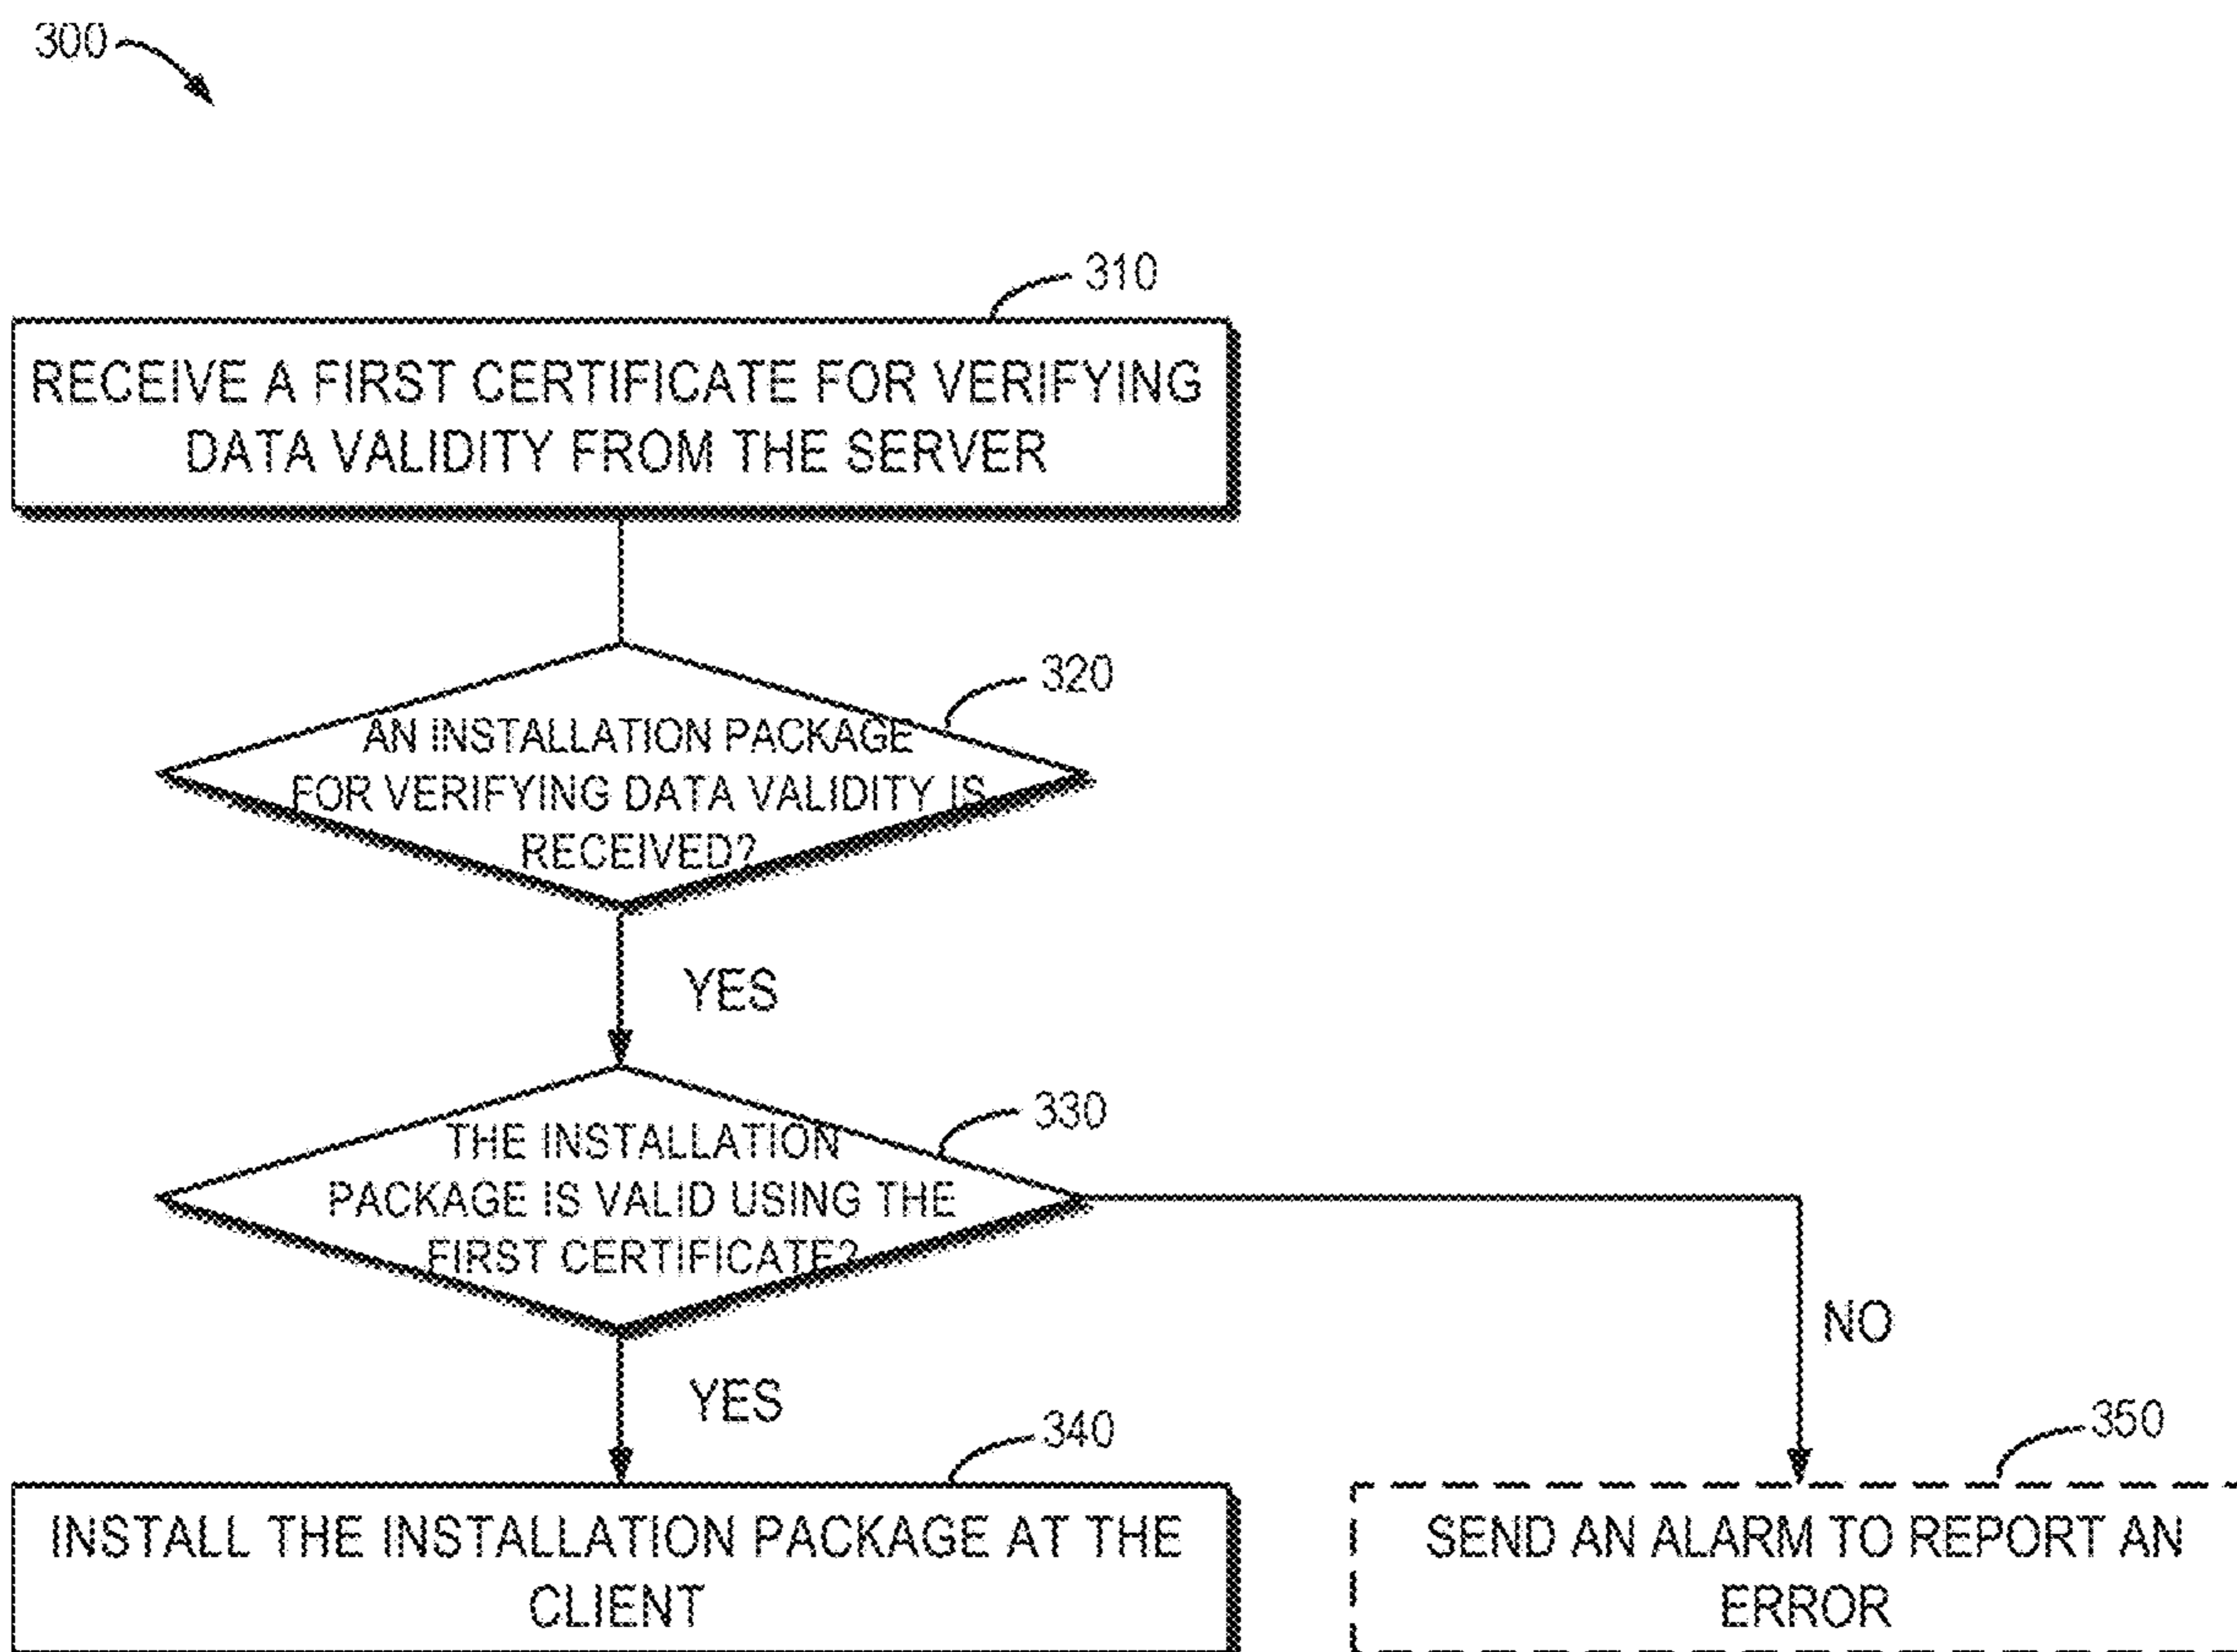 300
310
RECEIVE A FIRST CERTIFICATE FOR VERIFYING
DATA VALIDITY FROM THE SERVER
320
AN INSTALLATION PACKAGE
FOR VERIFYING DATA VALIDITY IS
RECEIVED?
YES
330
THE INSTALLATION
PACKAGE IS VALID USING THE
FIRST CERTIFICATE?
NO
YES
340
INSTALL THE INSTALLATION PACKAGE AT THE
CLIENT
350
SEND AN ALARM TO REPORT AN
ERROR